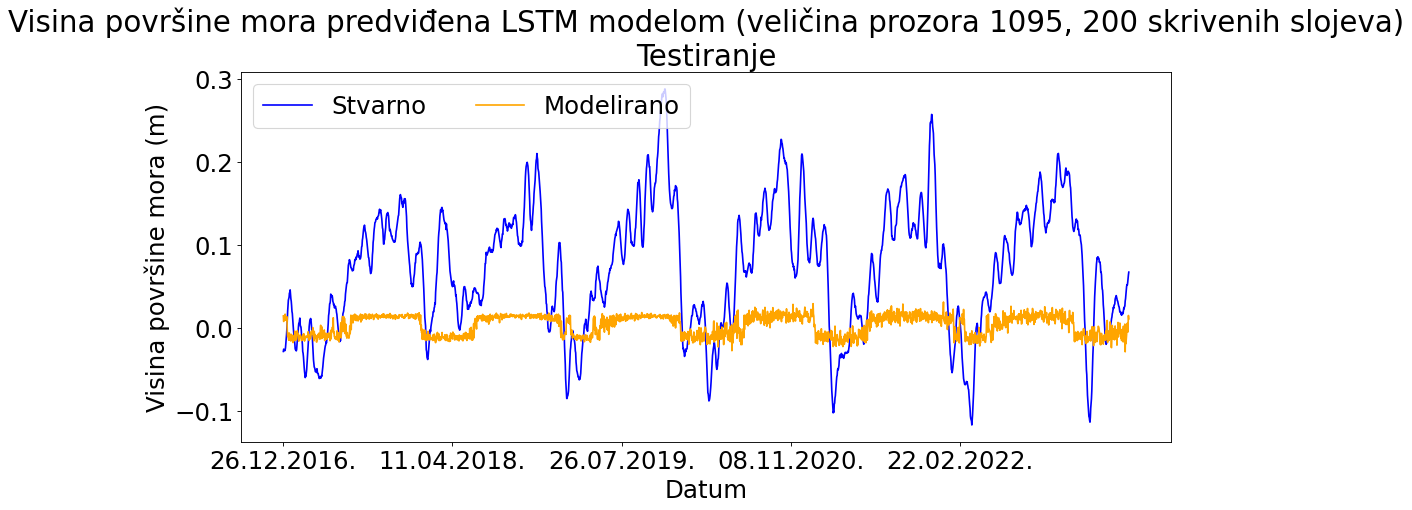 Visina površine mora predviđena LSTM modelom (veličina prozora 1095, 200 skrivenih slojeva)
Testiranje
Stvarno
Modelirano
Visina površine mora (m)
0.3
0.2
0.1
0.0
−0.1
26.12.2016.
11.04.2018.
26.07.2019.
08.11.2020.
22.02.2022.
Datum